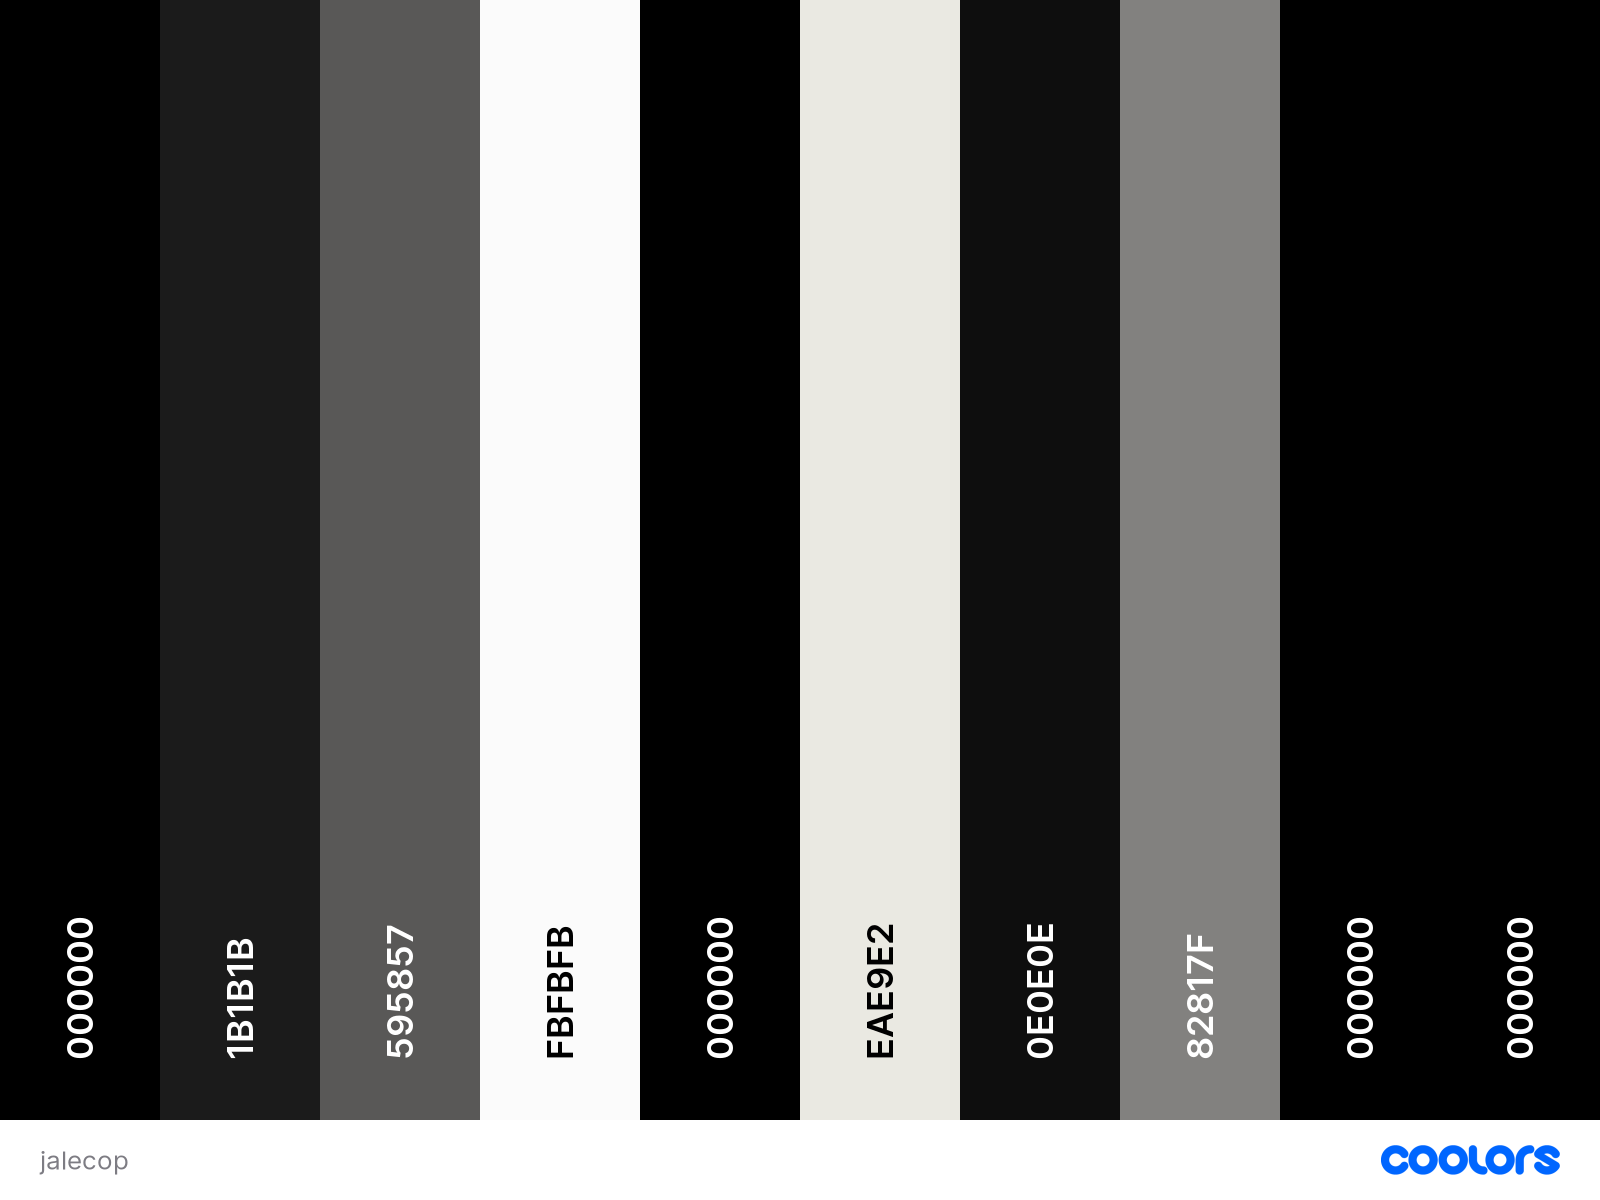 000000
1B1B1B
595857
FBFBFB
000000
EAE9E2
0E0E0E
82817F
000000
000000
jalecop
coolors